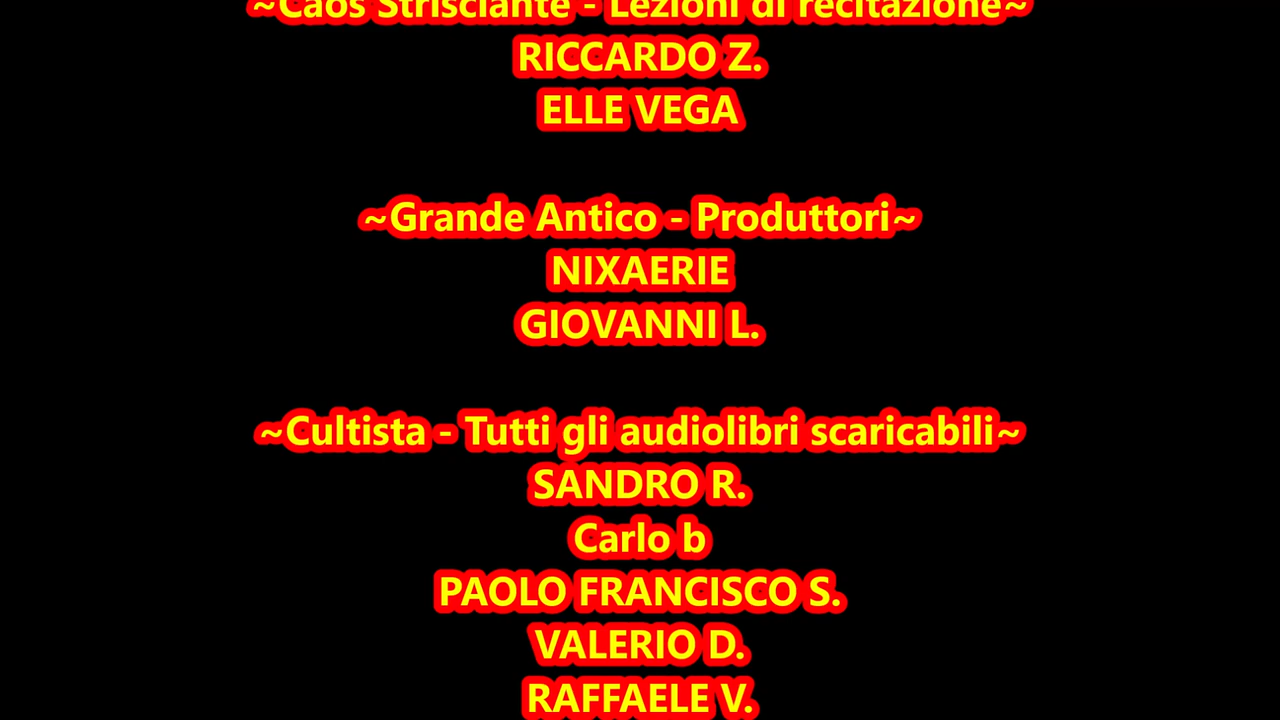 ~Caos Strisciante - Lezioni di recitazione~
RICCARDO Z.
ELLE VEGA
~Grande Antico - Produttori~
NIXAERIE
GIOVANNI L.
~Cultista - Tutti gli audiolibri scaricabili~
SANDRO R.
Carlo b
PAOLO FRANCISCO S.
VALERIO D.
RAFFAELE V.